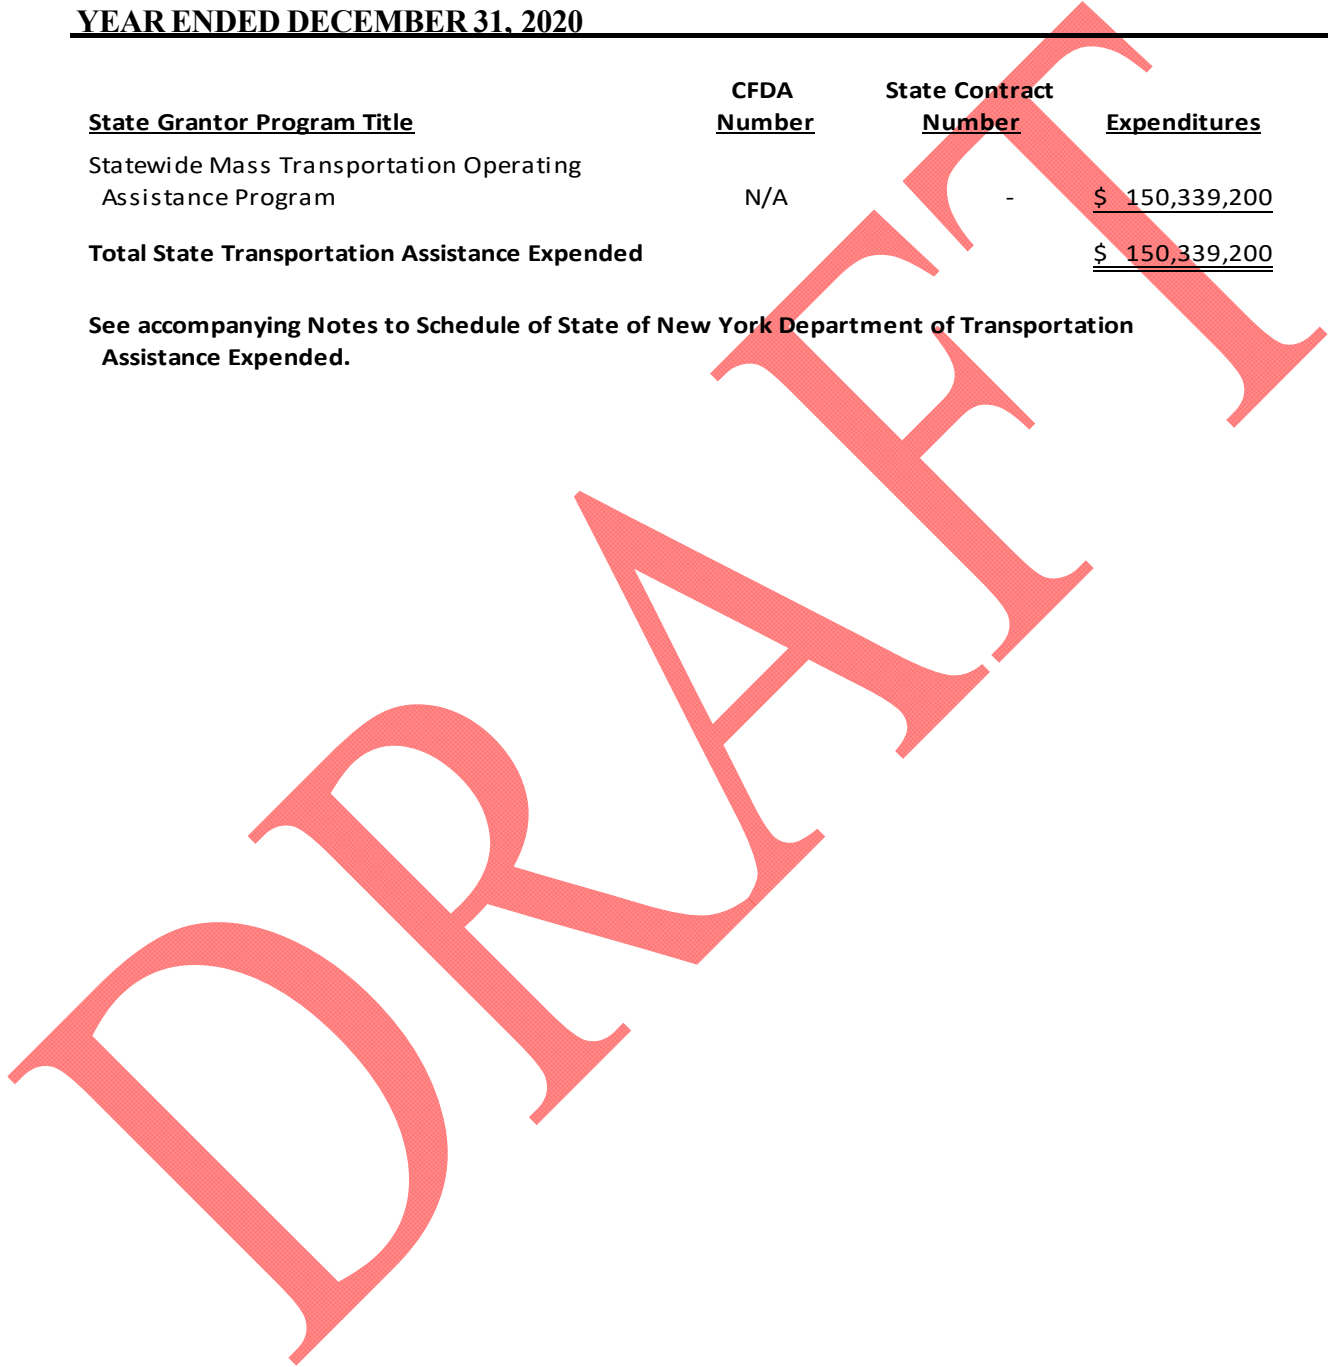 YEAR ENDED DECEMBER 31, 2020
CFDA State Contract
State Grantor Program Title Number Number Expenditures
Statewide Mass Transportation Operating
Assistance Program N/A - $ 150,339,200
Total State Transportation Assistance Expended $ 150,339,200
See accompanying Notes to Schedule of State of New York Department of Transportation
Assistance Expended.
DRAFT